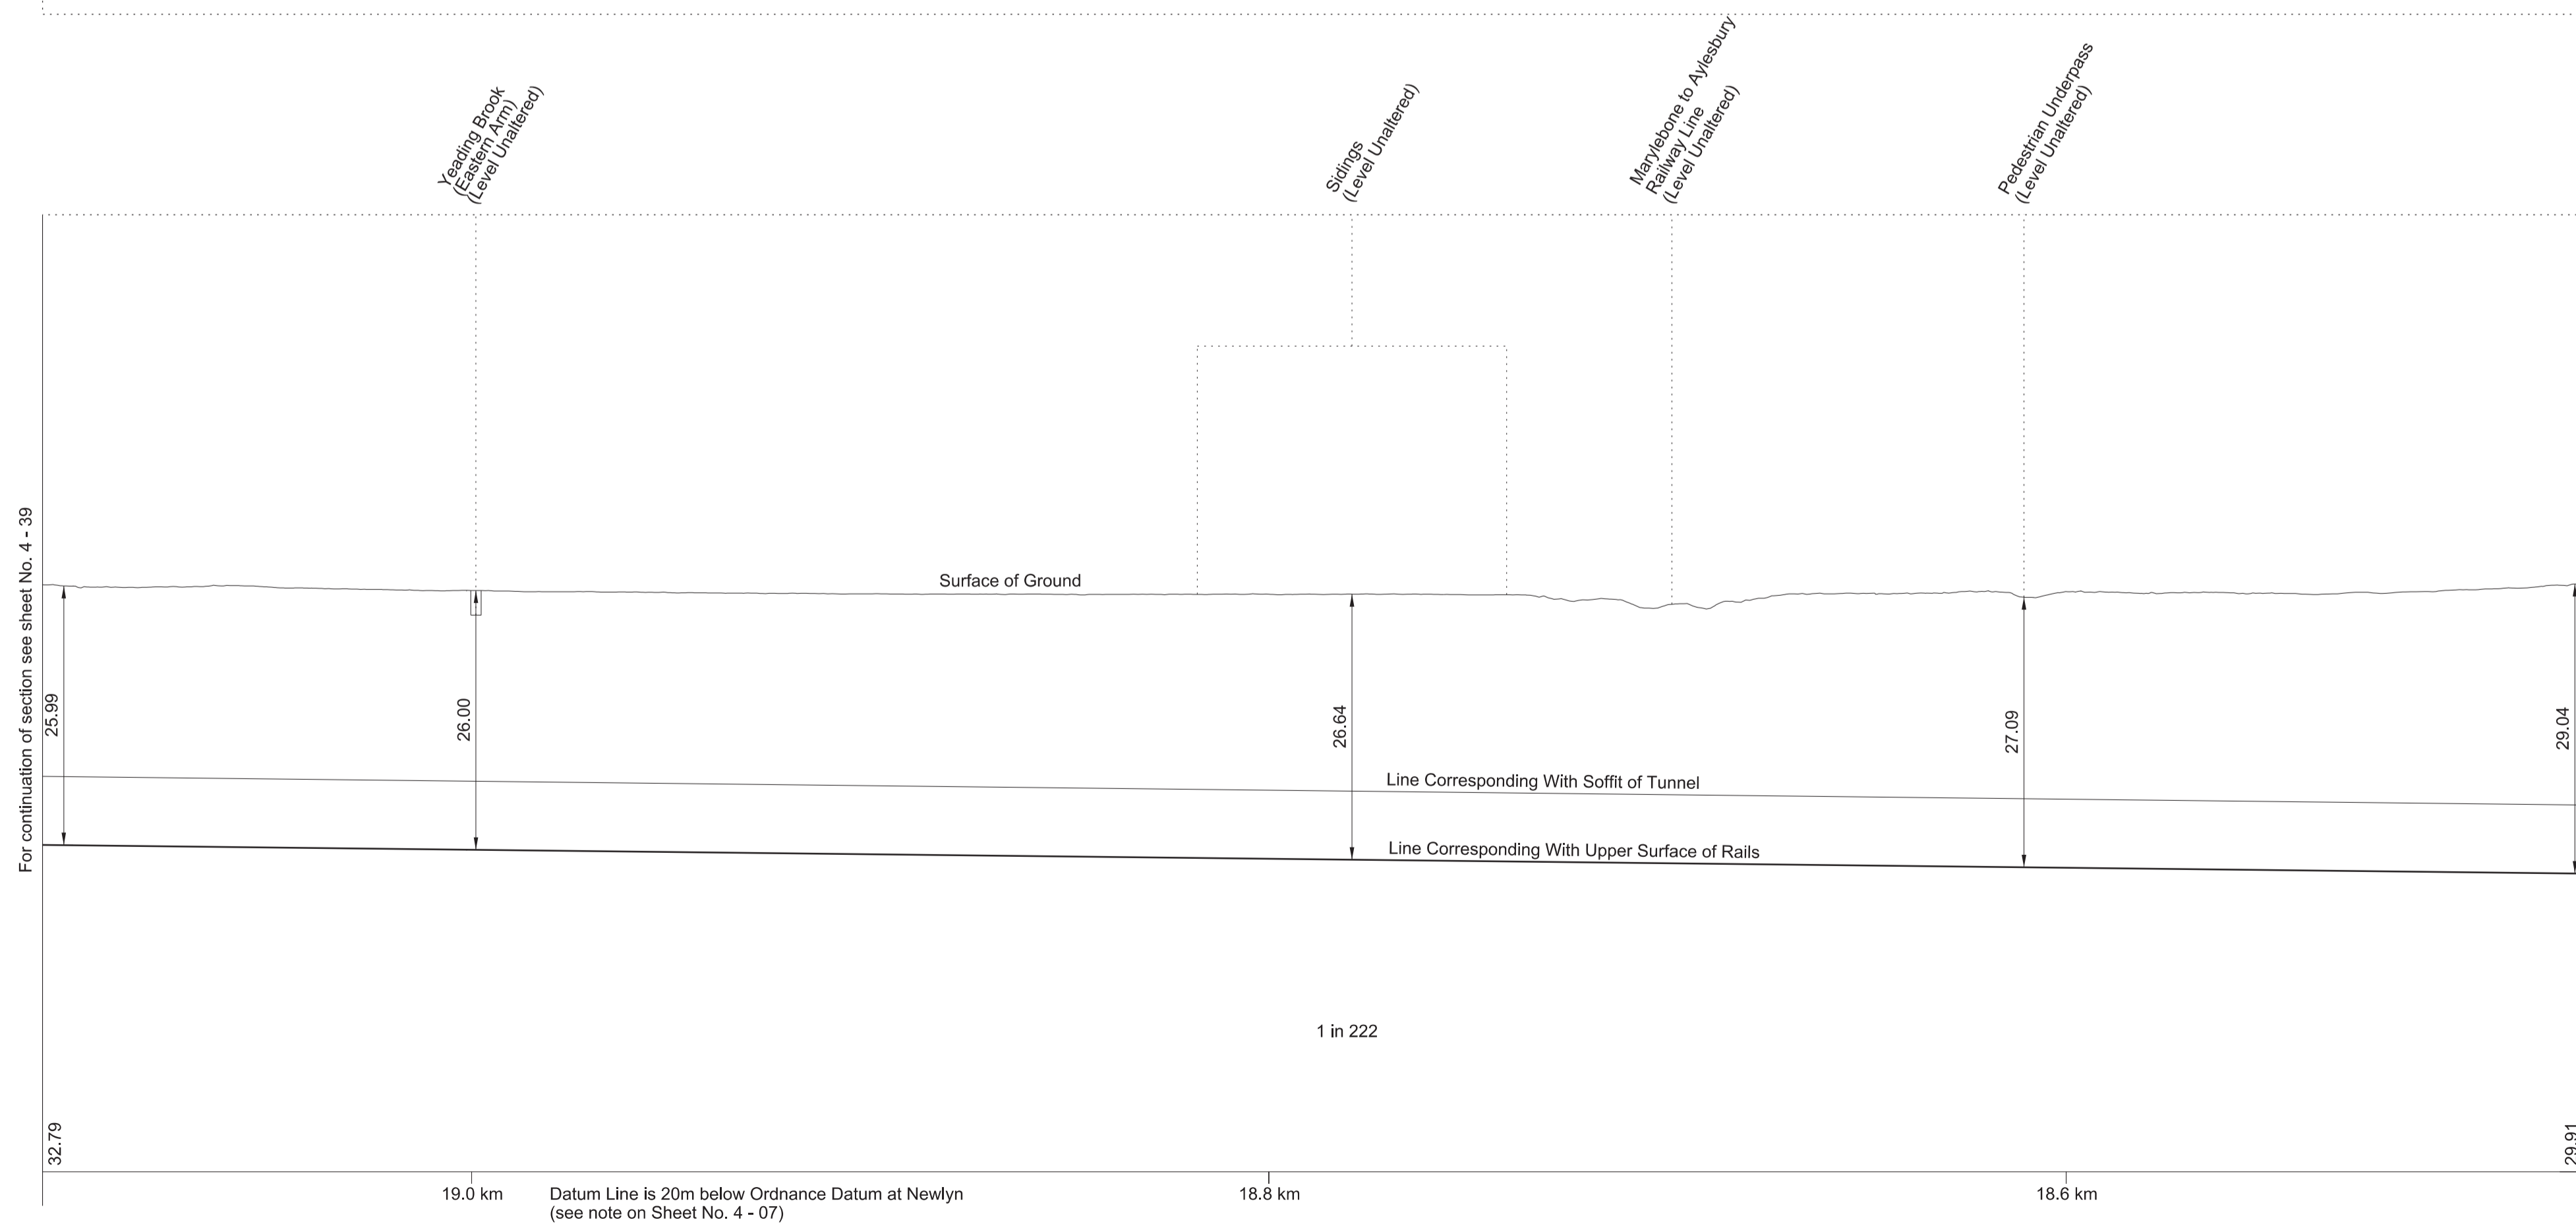 Yeading Brook
(Eastern Arm)
(Level Unaltered)
Sidings
(Level Unaltered)
Marylebone to Aylesbury
Railway Line
(Level Unaltered)
Pedestrian Underpass
(Level Unaltered)
For continuation of section see sheet No. 4 - 39
Surface of Ground
25.99
26.00
26.64
27.09
29.04
Line Corresponding With Soffit of Tunnel
Line Corresponding With Upper Surface of Rails
1 in 222
32.79
29.91
19.0 km
18.8 km
18.6 km
Datum Line is 20m below Ordnance Datum at Newlyn
(see note on Sheet No. 4 - 07)